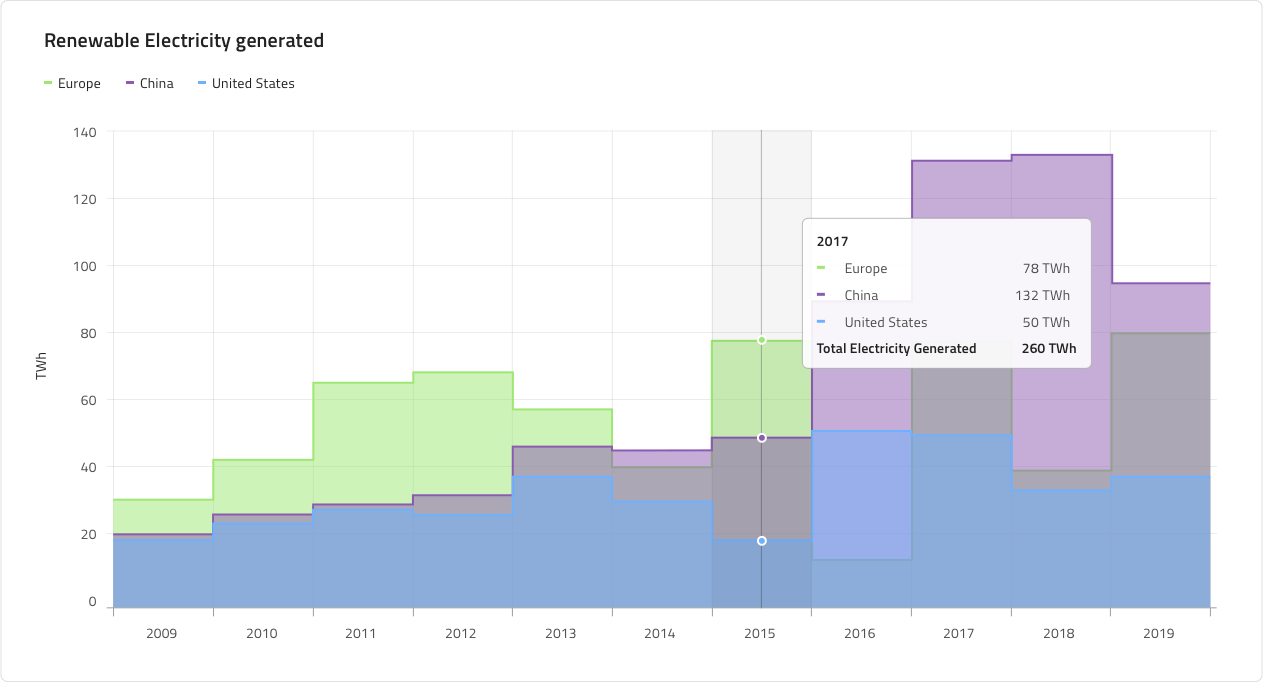 Renewable Electricity generated
Europe China United States
140
120
100
80
60
40
20
0
TWh
2017
Europe 78 TWh
China 132 TWh
United States 50 TWh
Total Electricity Generated 260 TWh
2009 2010 2011 2012 2013 2014 2015 2016 2017 2018 2019